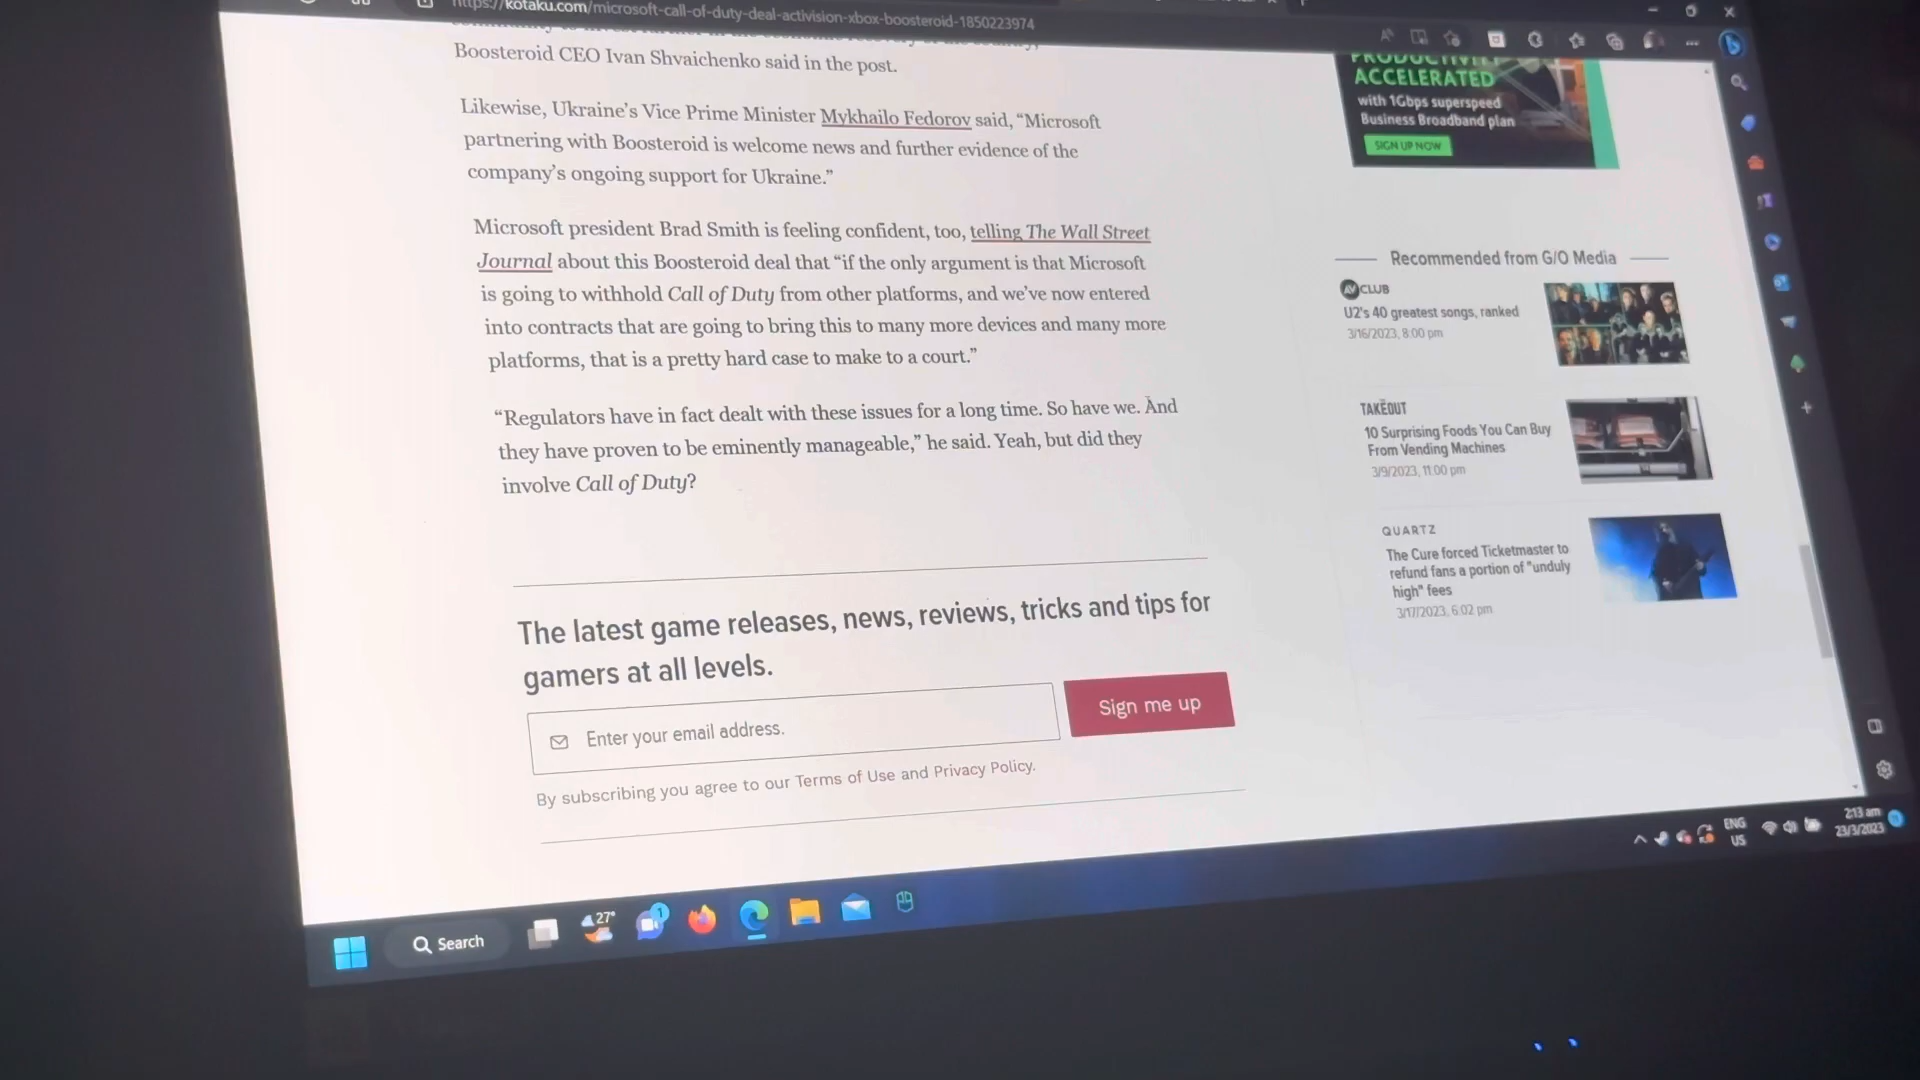 https://kotaku.com/microsoft-call-of-duty-deal-activision-xbox-boosteroid-1850223974
Boosteroid CEO Ivan Shvaichenko said in the post.
Likewise, Ukraine's Vice Prime Minister Mykhailo Fedorov said, “Microsoft
partnering with Boosteroid is welcome news and further evidence of the
company's ongoing support for Ukraine.”
Microsoft president Brad Smith is feeling confident, too, telling The Wall Street
Journal about this Boosteroid deal that “if the only argument is that Microsoft
is going to withhold Call of Duty from other platforms, and we've now entered
into contracts that are going to bring this to many more devices and many more
platforms, that is a pretty hard case to make to a court.”
“Regulators have in fact dealt with these issues for a long time. So have we. And
they have proven to be eminently manageable,” he said. Yeah, but did they
involve Call of Duty?
The latest game releases, news, reviews, tricks and tips for
gamers at all levels.
Enter your email address.
Sign me up
By subscribing you agree to our Terms of Use and Privacy Policy.
PRODUCTIVITY
ACCELERATED
with 1Gbps superspeed
Business Broadband plan
SIGN UP NOW
Recommended from G/O Media
AV CLUB
U2's 40 greatest songs, ranked
3/16/2023, 8:00 pm
TAKEOUT
10 Surprising Foods You Can Buy
From Vending Machines
3/9/2023, 11:00 pm
QUARTZ
The Cure forced Ticketmaster to
refund fans a portion of "unduly
high" fees
3/17/2023, 6:02 pm
Search
27°
1
ENG
US
2:13 am
23/3/2023